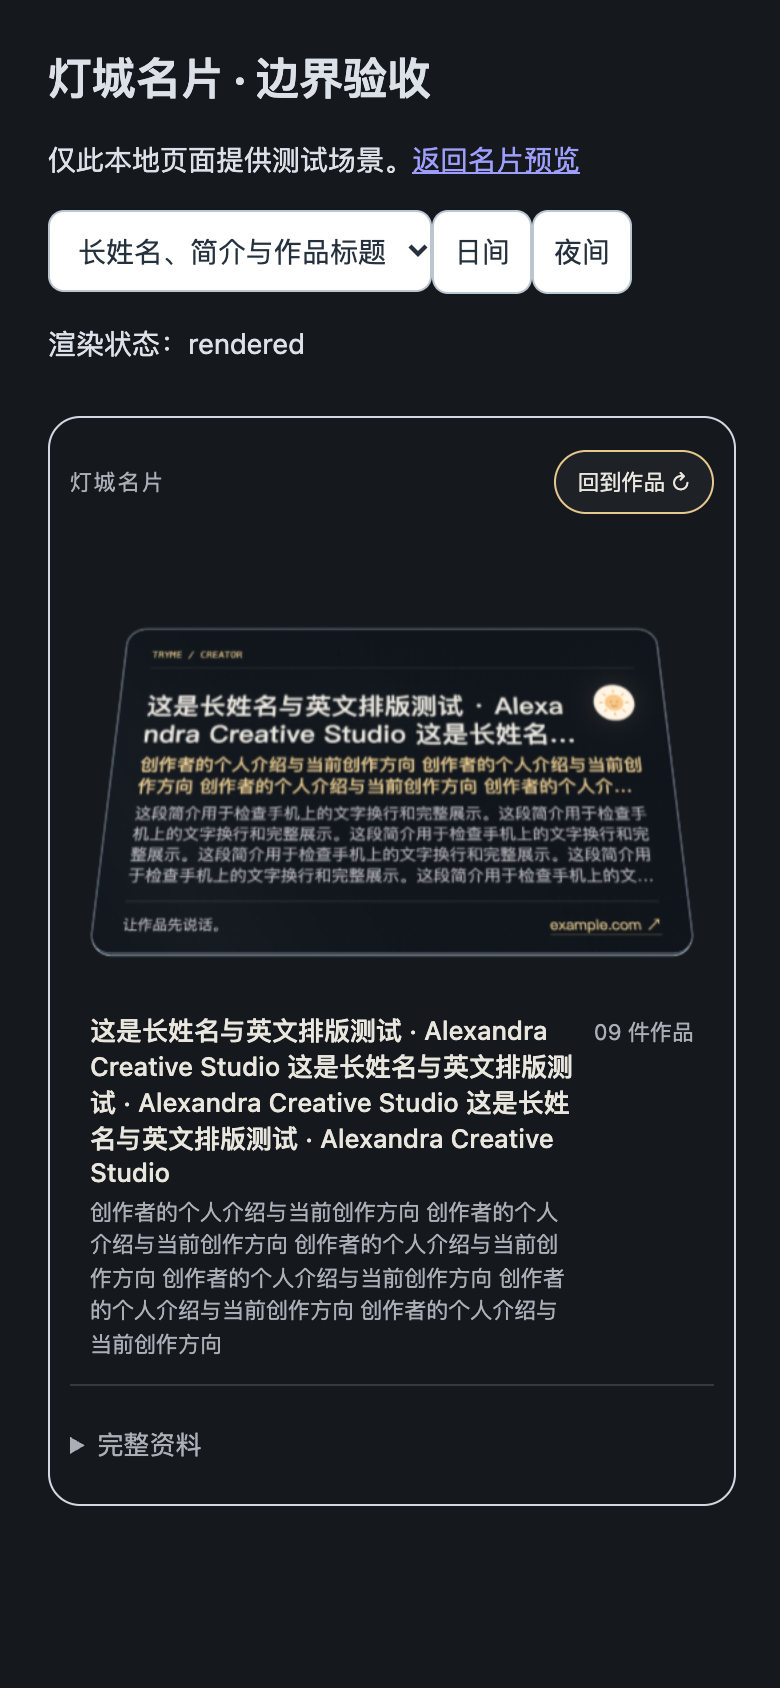 灯城名片 · 边界验收
仅此本地页面提供测试场景。返回名片预览
长姓名、简介与作品标题
日间
夜间
渲染状态：rendered
灯城名片
回到作品 ↻
7RYME / CREATOR
这是长姓名与英文排版测试 · Alexa
ndra Creative Studio 这是长姓名…
创作者的个人介绍与当前创作方向 创作者的个人介绍与当前创
作方向 创作者的个人介绍与当前创作方向 创作者的个人介…
这段简介用于检查手机上的文字换行和完整展示。这段简介用于检查手
机上的文字换行和完整展示。这段简介用于检查手机上的文字换行和完
整展示。这段简介用于检查手机上的文字换行和完整展示。这段简介用
于检查手机上的文字换行和完整展示。这段简介用于检查手机上的文…
让作品先说话。
example.com ↗
这是长姓名与英文排版测试 · Alexandra
Creative Studio 这是长姓名与英文排版测
试 · Alexandra Creative Studio 这是长姓
名与英文排版测试 · Alexandra Creative
Studio
09 件作品
创作者的个人介绍与当前创作方向 创作者的个人
介绍与当前创作方向 创作者的个人介绍与当前创
作方向 创作者的个人介绍与当前创作方向 创作者
的个人介绍与当前创作方向 创作者的个人介绍与
当前创作方向
▶ 完整资料